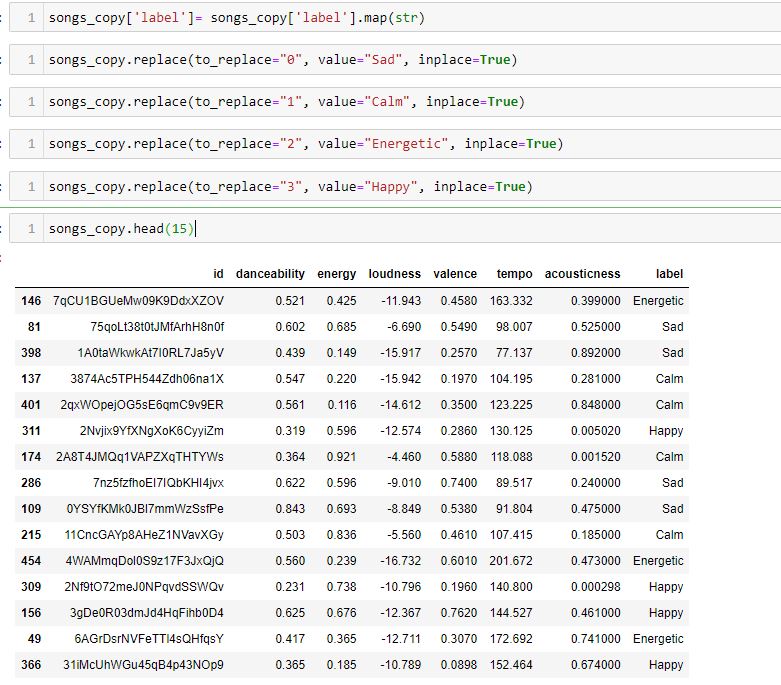 1 songs_copy['label']= songs_copy['label'].map(str)
1 songs_copy.replace(to_replace="0", value="Sad", inplace=True)
1 songs_copy.replace(to_replace="1", value="Calm", inplace=True)
1 songs_copy.replace(to_replace="2", value="Energetic", inplace=True)
1 songs_copy.replace(to_replace="3", value="Happy", inplace=True)
1 songs_copy.head(15)
id danceability energy loudness valence tempo acousticness label
146 7qCU1BGUeMw09K9DdxXZOV 0.521 0.425 -11.943 0.4580 163.332 0.399000 Energetic
81 75qoLt38t0tJMfArhH8n0f 0.602 0.685 -6.690 0.5490 98.007 0.525000 Sad
398 1A0taWkwkAt7I0RL7Ja5yV 0.439 0.149 -15.917 0.2570 77.137 0.892000 Sad
137 3874Ac5TPH544Zdh06na1X 0.547 0.220 -15.942 0.1970 104.195 0.281000 Calm
401 2qxWOpejOG5sE6qmC9v9ER 0.561 0.116 -14.612 0.3500 123.225 0.848000 Calm
311 2Nvjix9YfXNgXoK6CyyiZm 0.319 0.596 -12.574 0.2860 130.125 0.005020 Happy
174 2A8T4JMQq1VAPZXqTHTYWs 0.364 0.921 -4.460 0.5880 118.088 0.001520 Calm
286 7nz5fzfhoEI7IQbKHI4jvx 0.622 0.596 -9.010 0.7400 89.517 0.240000 Sad
109 0YSYfKMk0JBI7mmWzSsfPe 0.843 0.693 -8.849 0.5380 91.804 0.475000 Sad
215 11CncGAYp8AHeZ1NVavXGy 0.503 0.836 -5.560 0.4610 107.415 0.185000 Calm
454 4WAMmqDol0S9z17F3JxQjQ 0.560 0.239 -16.732 0.6010 201.672 0.473000 Energetic
309 2Nf9tO72meJ0NPqvdSSWQv 0.231 0.738 -10.796 0.1960 140.800 0.000298 Happy
156 3gDe0R03dmJd4HqFihb0D4 0.625 0.676 -12.367 0.7620 144.527 0.461000 Happy
49 6AGrDsrNVFeTTI4sQHfqsY 0.417 0.365 -12.711 0.3070 172.692 0.741000 Energetic
366 31iMcUhWGu45qB4p43NOp9 0.365 0.185 -10.789 0.0898 152.464 0.674000 Happy